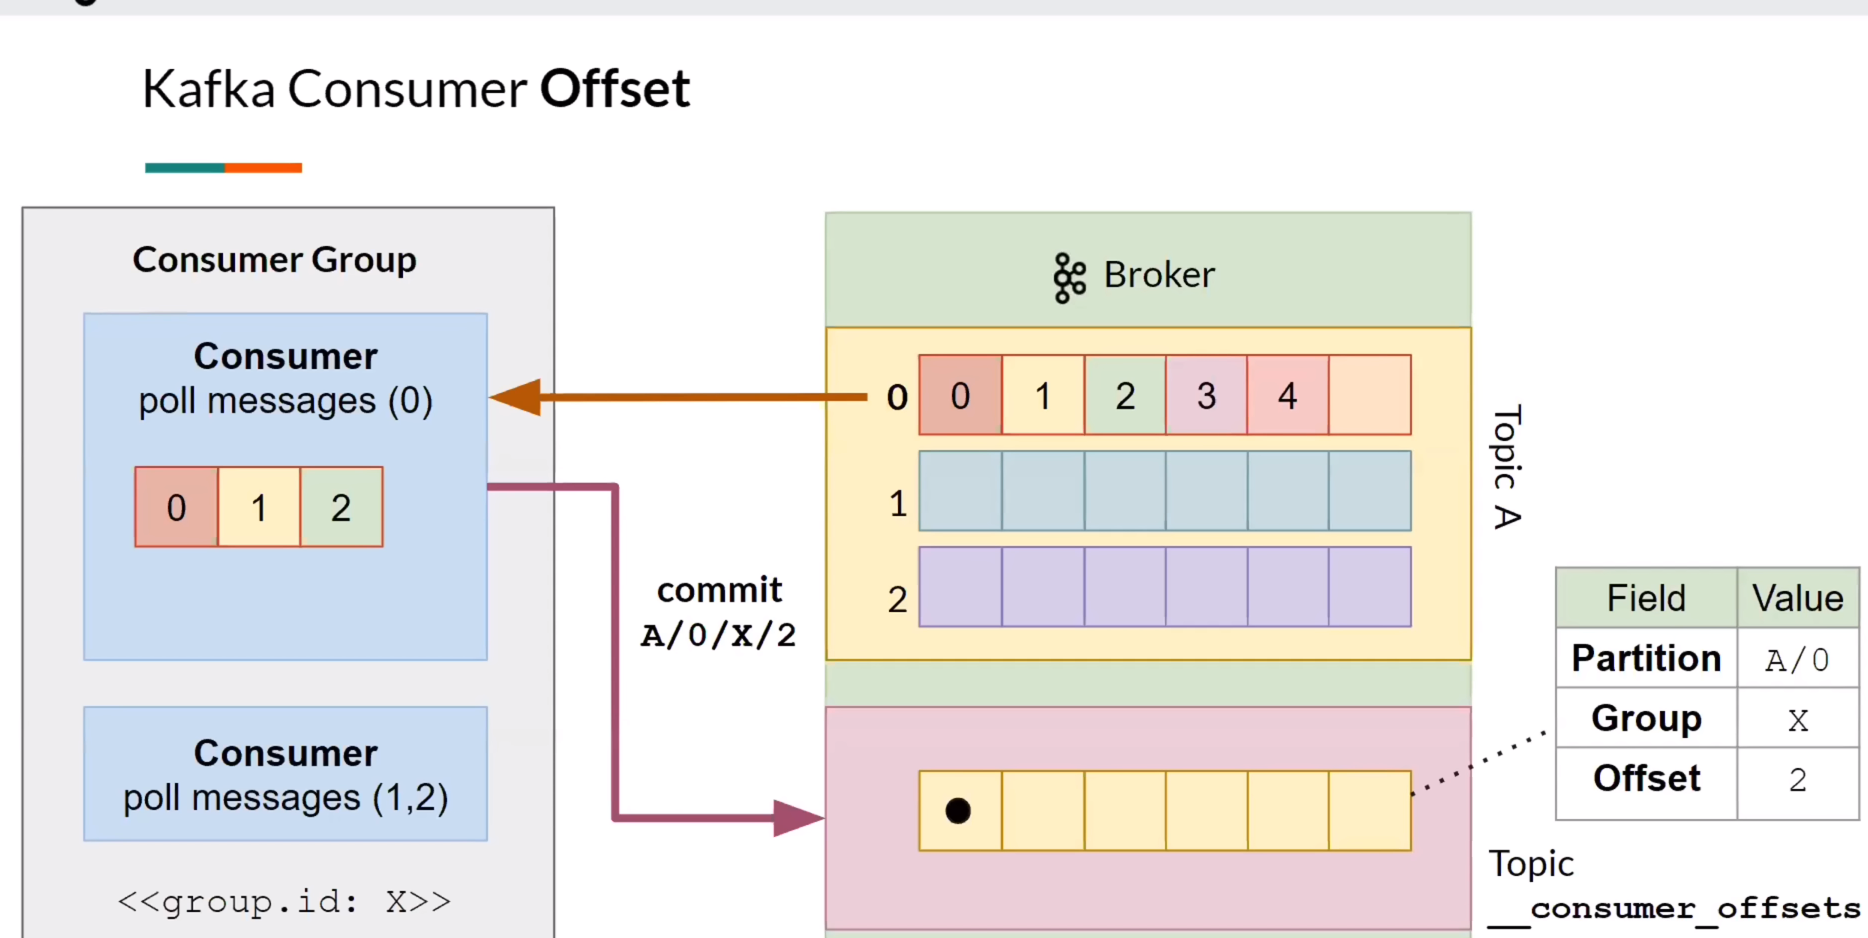 Kafka Consumer Offset
Consumer Group
Consumer
poll messages (0)
0 1 2
Consumer
poll messages (1,2)
<<group.id: X>>
commit
A/0/X/2
Broker
0 0 1 2 3 4
1
2
Topic A
Field Value
Partition A/0
Group X
Offset 2
Topic
__consumer_offsets